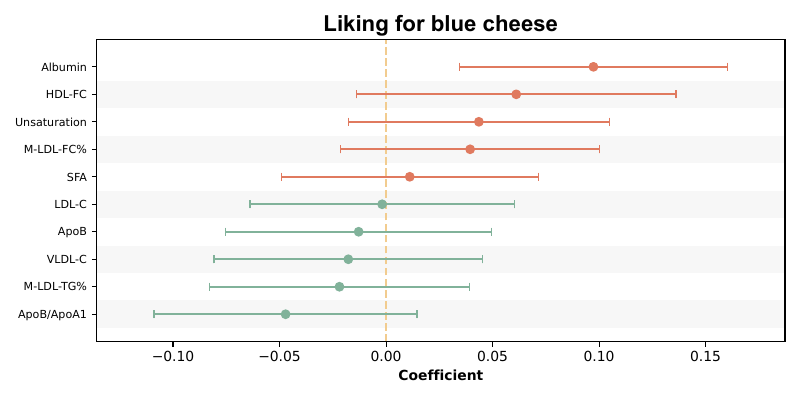 Liking for blue cheese
Albumin
HDL-FC
Unsaturation
M-LDL-FC%
SFA
LDL-C
ApoB
VLDL-C
M-LDL-TG%
ApoB/ApoA1
−0.10 −0.05 0.00 0.05 0.10 0.15
Coefficient